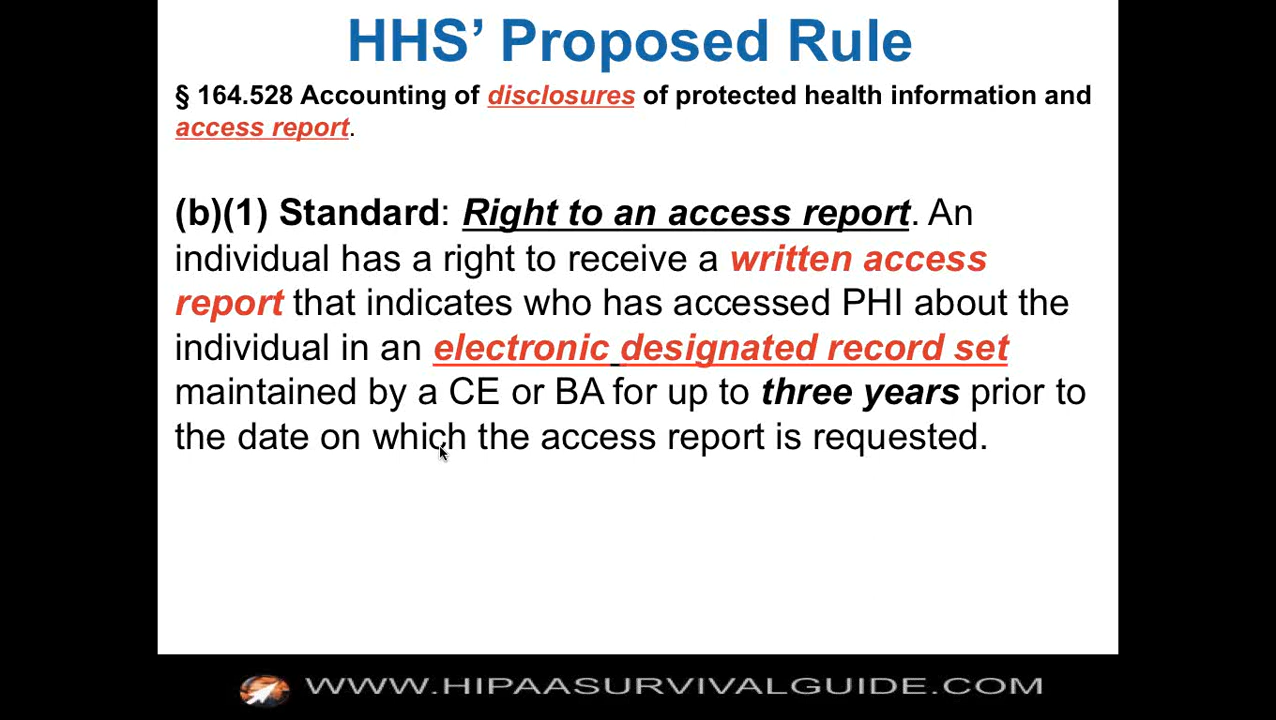 HHS’ Proposed Rule
§ 164.528 Accounting of disclosures of protected health information and
access report.
(b)(1) Standard: Right to an access report. An
individual has a right to receive a written access
report that indicates who has accessed PHI about the
individual in an electronic designated record set
maintained by a CE or BA for up to three years prior to
the date on which the access report is requested.
WWW.HIPAASURVIVALGUIDE.COM